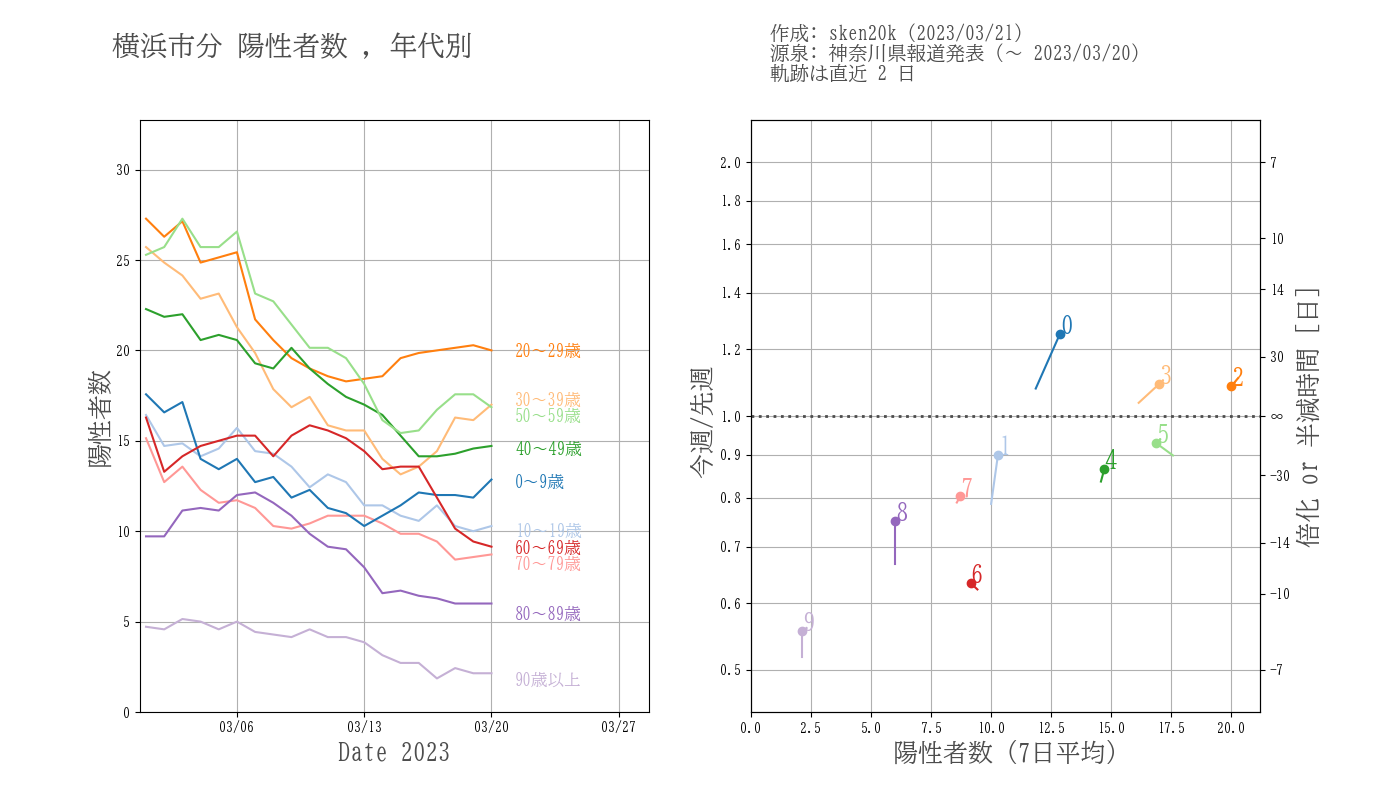 横浜市分 陽性者数 , 年代別
作成: sken20k (2023/03/21)
源泉: 神奈川県報道発表 (〜 2023/03/20)
軌跡は直近 2 日
陽性者数
30
25
20
15
10
5
0
03/06
03/13
03/20
03/27
Date 2023
20〜29歳
30〜39歳
50〜59歳
40〜49歳
0〜9歳
10〜19歳
60〜69歳
70〜79歳
80〜89歳
90歳以上
今週/先週
2.0
1.8
1.6
1.4
1.2
1.0
0.9
0.8
0.7
0.6
0.5
0.0
2.5
5.0
7.5
10.0
12.5
15.0
17.5
20.0
陽性者数 (7日平均)
0
3
2
5
1
4
7
8
6
9
7
10
14
30
∞
−30
−14
−10
−7
倍化 or 半減時間 [日]